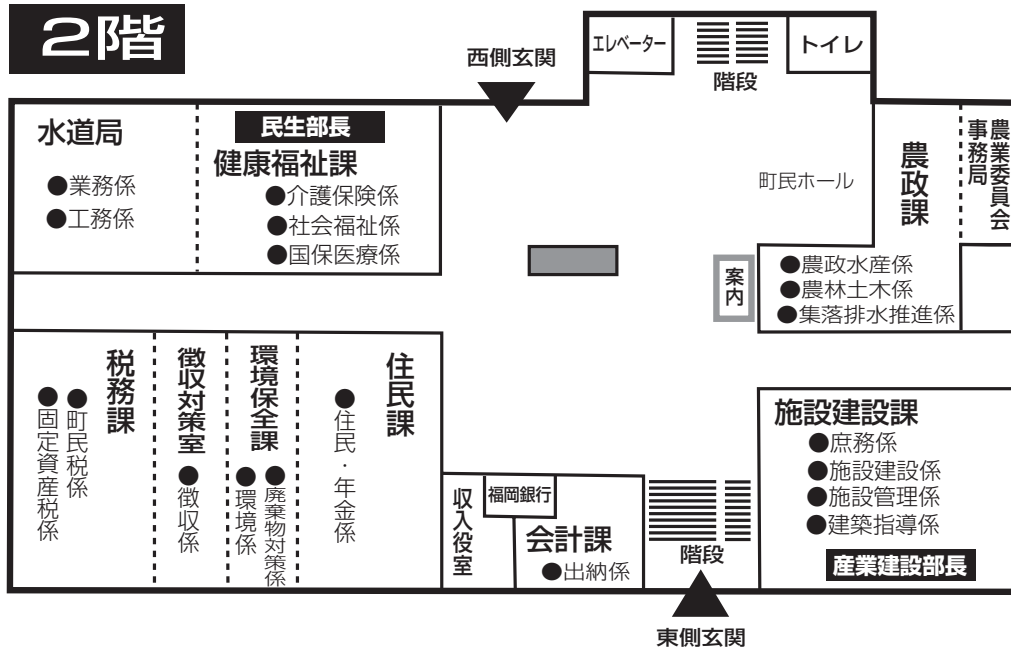 2階
西側玄関
エレベーター
階段
トイレ
水道局
●業務係
●工務係
民生部長
健康福祉課
●介護保険係
●社会福祉係
●国保医療係
町民ホール
農政課
●農政水産係
●農林土木係
●集落排水推進係
農業委員会
事務局
案内
税務課
●町民税係
●固定資産税係
徴収対策室
●徴収係
環境保全課
●廃棄物対策係
●環境係
住民課
●住民・年金係
収入役室
福岡銀行
会計課
●出納係
階段
東側玄関
施設建設課
●庶務係
●施設建設係
●施設管理係
●建築指導係
産業建設部長